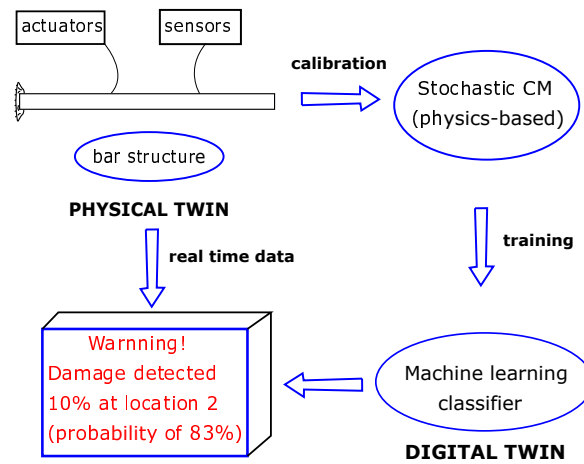 actuators
sensors
calibration
Stochastic CM
(physics-based)
bar structure
PHYSICAL TWIN
real time data
training
Warnning!
Damage detected
10% at location 2
(probability of 83%)
Machine learning
classifier
DIGITAL TWIN